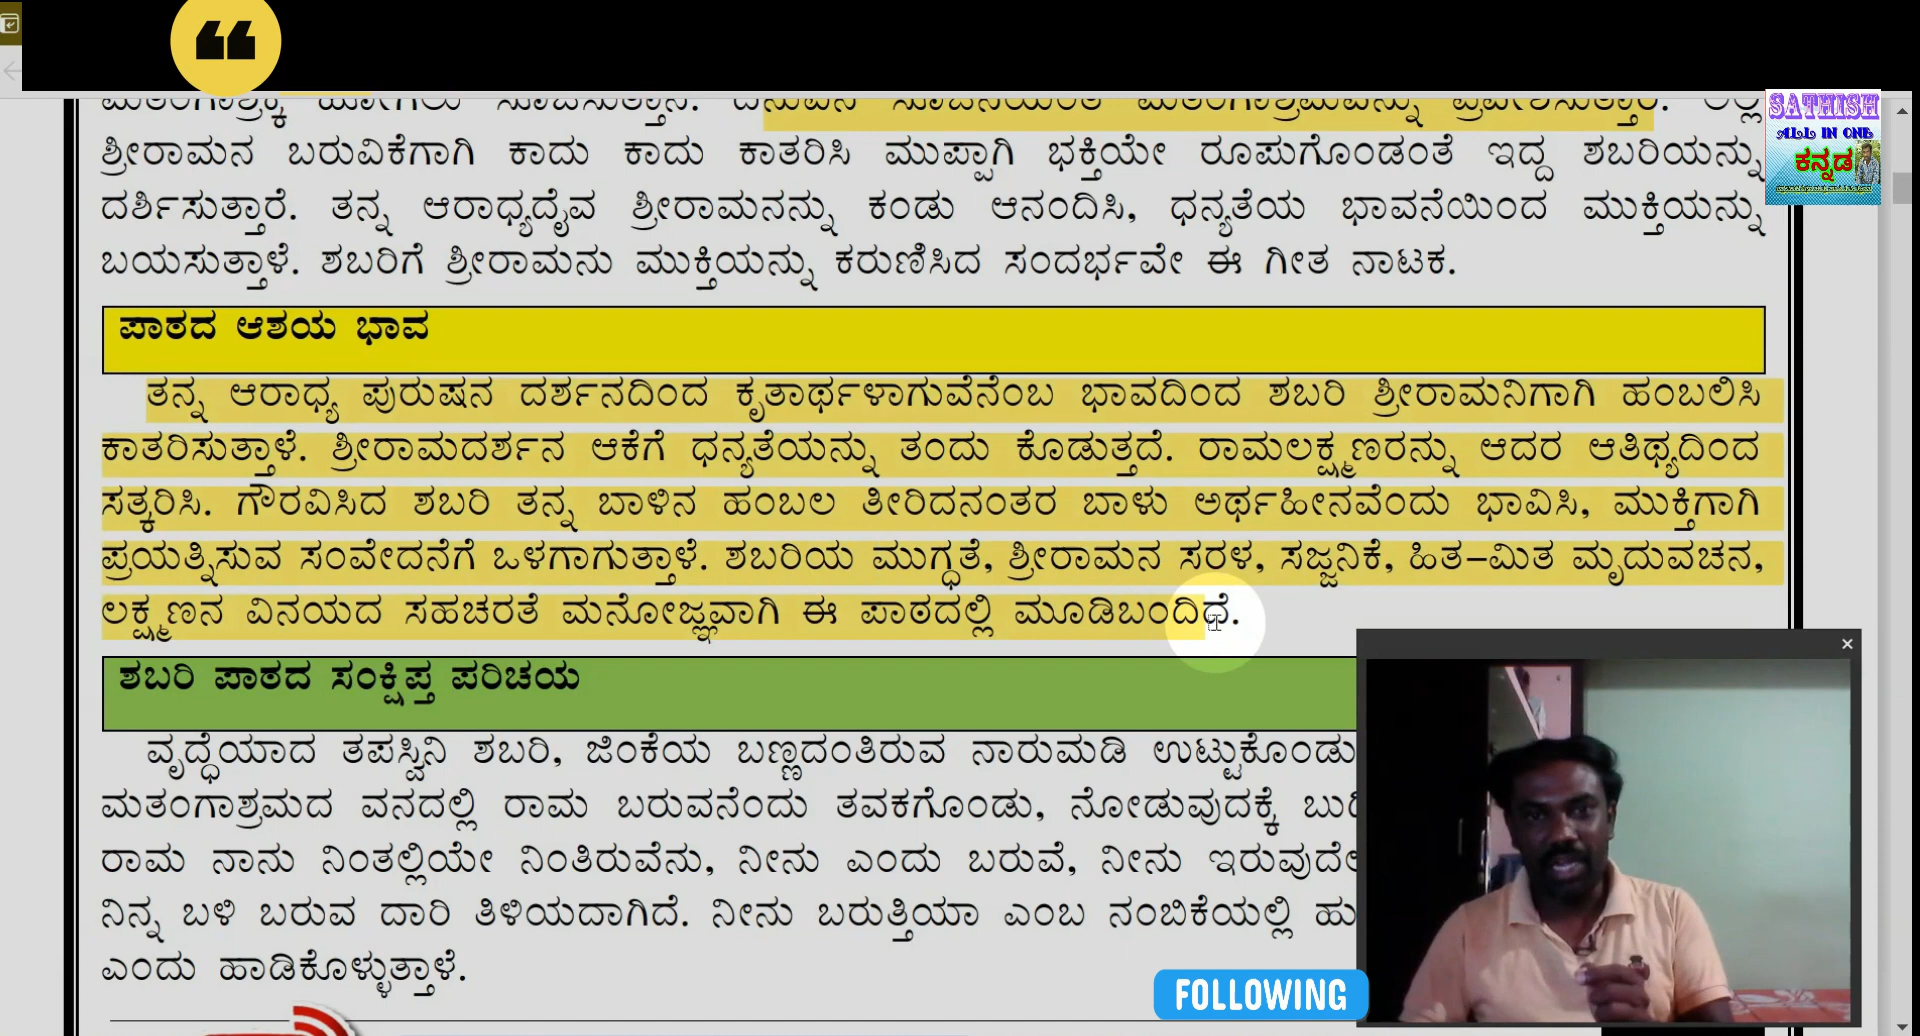 ಶ್ರೀರಾಮನ ಬರುವಿಕೆಗಾಗಿ ಕಾದು ಕಾದು ಕಾತರಿಸಿ ಮುಪ್ಪಾಗಿ ಭಕ್ತಿಯೇ ರೂಪುಗೊಂಡಂತೆ ಇದ್ದ ಶಬರಿಯನ್ನು
ದರ್ಶಿಸುತ್ತಾರೆ. ತನ್ನ ಆರಾಧ್ಯದೈವ ಶ್ರೀರಾಮನನ್ನು ಕಂಡು ಆನಂದಿಸಿ, ಧನ್ಯತೆಯ ಭಾವನೆಯಿಂದ ಮುಕ್ತಿಯನ್ನು
ಬಯಸುತ್ತಾಳೆ. ಶಬರಿಗೆ ಶ್ರೀರಾಮನು ಮುಕ್ತಿಯನ್ನು ಕರುಣಿಸಿದ ಸಂದರ್ಭವೇ ಈ ಗೀತ ನಾಟಕ.
ಪಾಠದ ಆಶಯ ಭಾವ
ತನ್ನ ಆರಾಧ್ಯ ಪುರುಷನ ದರ್ಶನದಿಂದ ಕೃತಾರ್ಥಳಾಗುವೆನೆಂಬ ಭಾವದಿಂದ ಶಬರಿ ಶ್ರೀರಾಮನಿಗಾಗಿ ಹಂಬಲಿಸಿ
ಕಾತರಿಸುತ್ತಾಳೆ. ಶ್ರೀರಾಮದರ್ಶನ ಆಕೆಗೆ ಧನ್ಯತೆಯನ್ನು ತಂದು ಕೊಡುತ್ತದೆ. ರಾಮಲಕ್ಷ್ಮಣರನ್ನು ಆದರ ಆತಿಥ್ಯದಿಂದ
ಸತ್ಕರಿಸಿ. ಗೌರವಿಸಿದ ಶಬರಿ ತನ್ನ ಬಾಳಿನ ಹಂಬಲ ತೀರಿದನಂತರ ಬಾಳು ಅರ್ಥಹೀನವೆಂದು ಭಾವಿಸಿ, ಮುಕ್ತಿಗಾಗಿ
ಪ್ರಯತ್ನಿಸುವ ಸಂವೇದನೆಗೆ ಒಳಗಾಗುತ್ತಾಳೆ. ಶಬರಿಯ ಮುಗ್ಧತೆ, ಶ್ರೀರಾಮನ ಸರಳ, ಸಜ್ಜನಿಕೆ, ಹಿತ-ಮಿತ ಮೃದುವಚನ,
ಲಕ್ಷ್ಮಣನ ವಿನಯದ ಸಹಚರತೆ ಮನೋಜ್ಞವಾಗಿ ಈ ಪಾಠದಲ್ಲಿ ಮೂಡಿಬಂದಿದೆ.
ಶಬರಿ ಪಾಠದ ಸಂಕ್ಷಿಪ್ತ ಪರಿಚಯ
ವೃದ್ಧೆಯಾದ ತಪಸ್ವಿನಿ ಶಬರಿ, ಜಿಂಕೆಯ ಬಣ್ಣದಂತಿರುವ ನಾರುಮಡಿ ಉಟ್ಟುಕೊಂಡು
ಮತಂಗಾಶ್ರಮದ ವನದಲ್ಲಿ ರಾಮ ಬರುವನೆಂದು ತವಕಗೊಂಡು, ನೋಡುವುದಕ್ಕೆ
ರಾಮ ನಾನು ನಿಂತಲ್ಲಿಯೇ ನಿಂತಿರುವೆನು, ನೀನು ಎಂದು ಬರುವೆ, ನೀನು
ನಿನ್ನ ಬಳಿ ಬರುವ ದಾರಿ ತಿಳಿಯದಾಗಿದೆ. ನೀನು ಬರುತ್ತಿಯಾ ಎಂಬ ನಂಬಿಕೆಯಲ್ಲಿ
ಎಂದು ಹಾಡಿಕೊಳ್ಳುತ್ತಾಳೆ.
SATHISH
ALL IN ONE
ಕನ್ನಡ
FOLLOWING